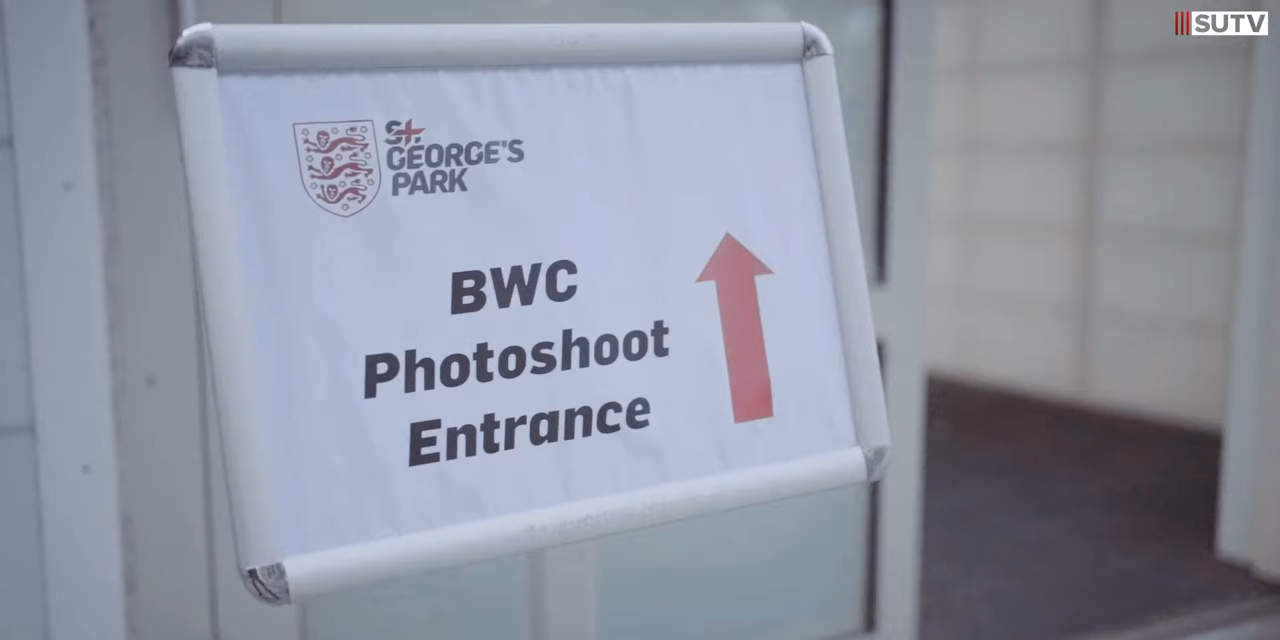 SUTV
ST.
GEORGE'S
PARK
BWC
Photoshoot
Entrance